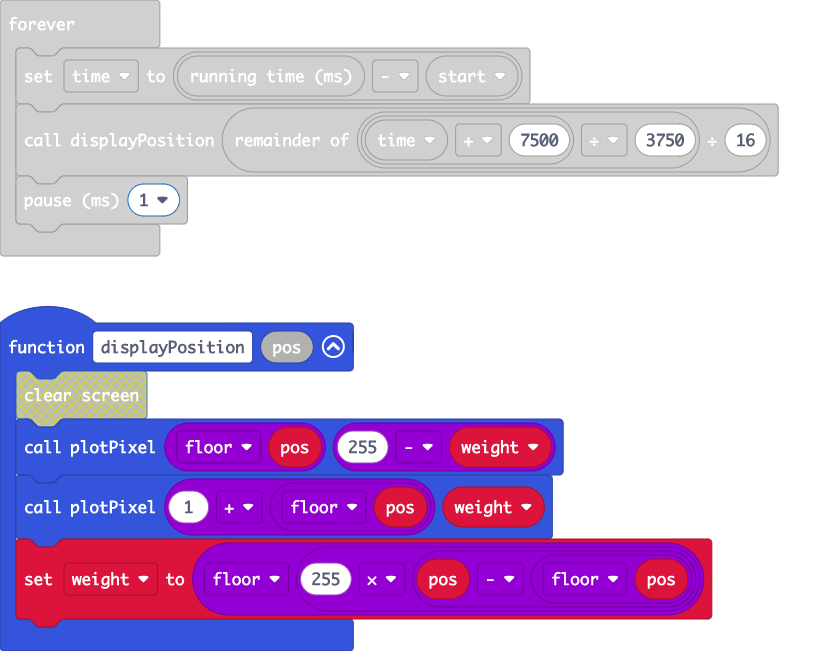 forever
set time to running time (ms) - start
call displayPosition remainder of time + 7500 ÷ 3750 ÷ 16
pause (ms) 1
function displayPosition pos
clear screen
call plotPixel floor pos 255 - weight
call plotPixel 1 + floor pos weight
set weight to floor 255 × pos - floor pos